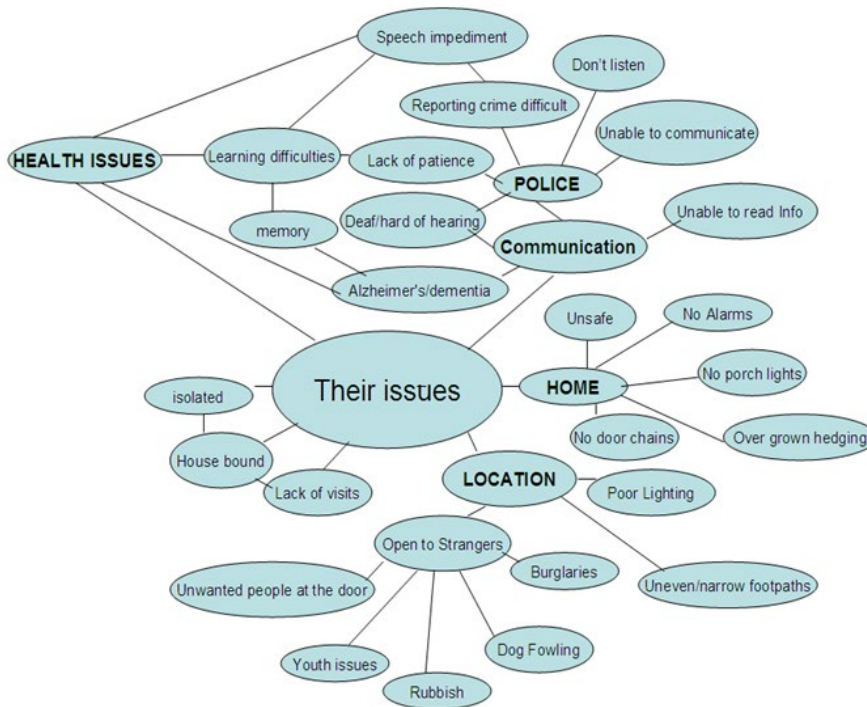 Speech impediment
Don't listen
Reporting crime difficult
Unable to communicate
HEALTH ISSUES
Learning difficulties
Lack of patience
POLICE
Deaf/hard of hearing
Unable to read Info
memory
Communication
Alzheimer's/dementia
Unsafe
No Alarms
Their issues
No porch lights
HOME
isolated
No door chains
Over grown hedging
House bound
LOCATION
Lack of visits
Poor Lighting
Open to Strangers
Burglaries
Unwanted people at the door
Uneven/narrow footpaths
Dog Fowling
Youth issues
Rubbish